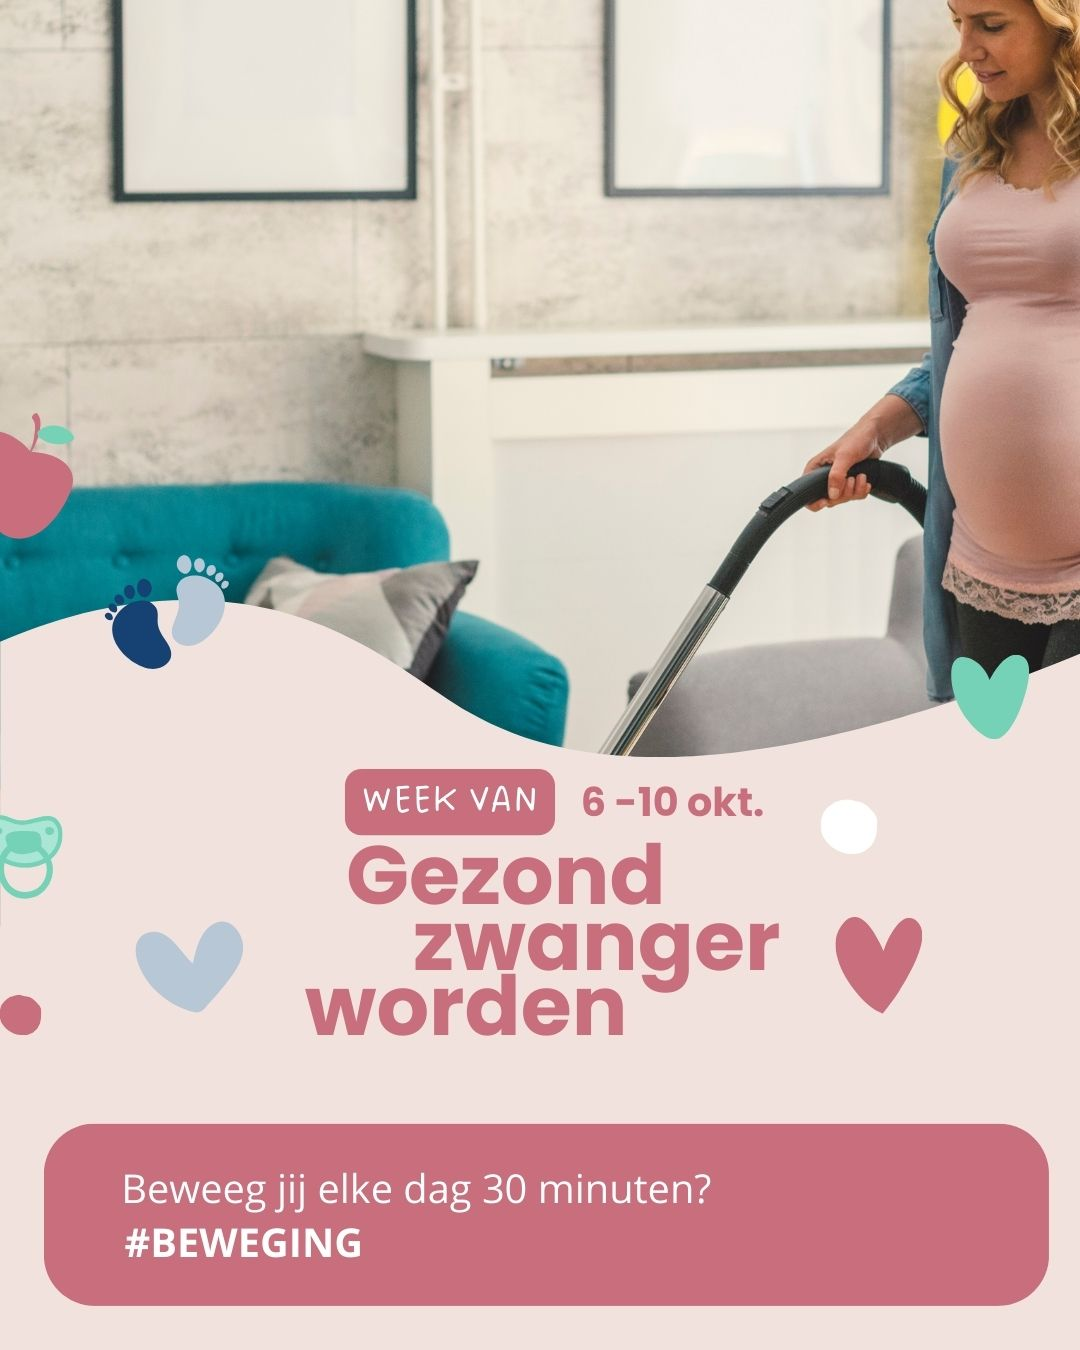 WEEK VAN 6 -10 okt.
Gezond
zwanger
worden
Beweeg jij elke dag 30 minuten?
#BEWEGING